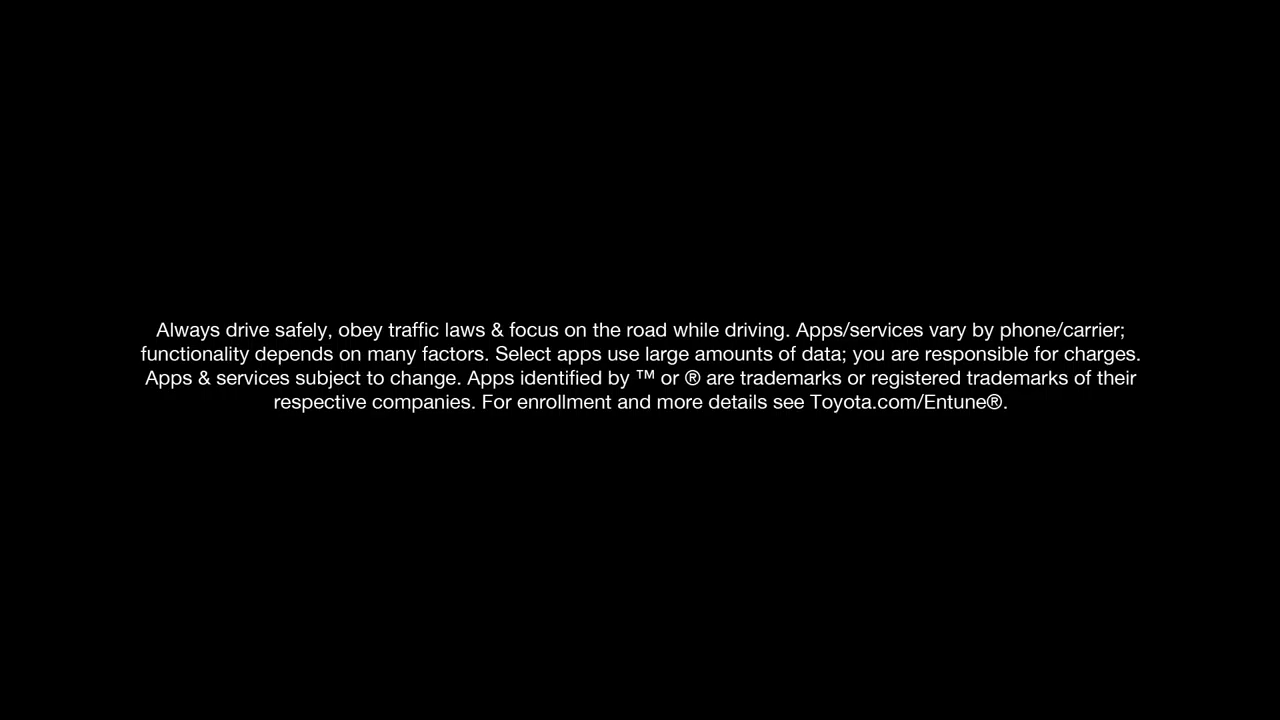 Always drive safely, obey traffic laws & focus on the road while driving. Apps/services vary by phone/carrier;
functionality depends on many factors. Select apps use large amounts of data; you are responsible for charges.
Apps & services subject to change. Apps identified by ™ or ® are trademarks or registered trademarks of their
respective companies. For enrollment and more details see Toyota.com/Entune®.